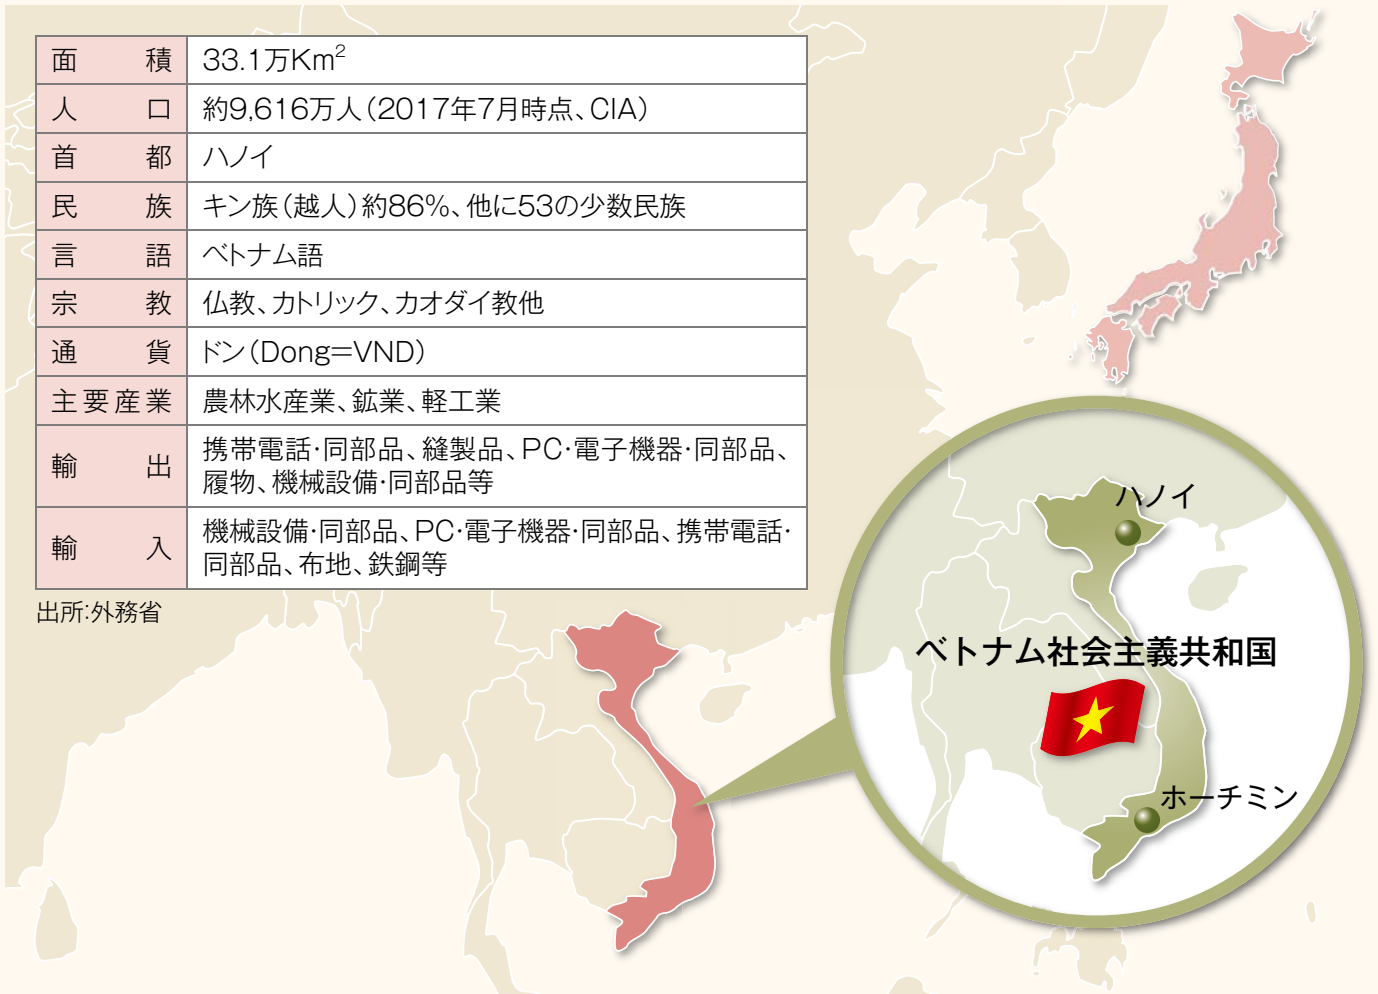 面積 33.1万Km²
人口 約9,616万人(2017年7月時点、CIA)
首都 ハノイ
民族 キン族(越人)約86%、他に53の少数民族
言語 ベトナム語
宗教 仏教、カトリック、カオダイ教他
通貨 ドン(Dong=VND)
主要産業 農林水産業、鉱業、軽工業
輸出 携帯電話・同部品、縫製品、PC・電子機器・同部品、
履物、機械設備・同部品等
輸入 機械設備・同部品、PC・電子機器・同部品、携帯電話・
同部品、布地、鉄鋼等
出所:外務省
ハノイ
ベトナム社会主義共和国
ホーチミン